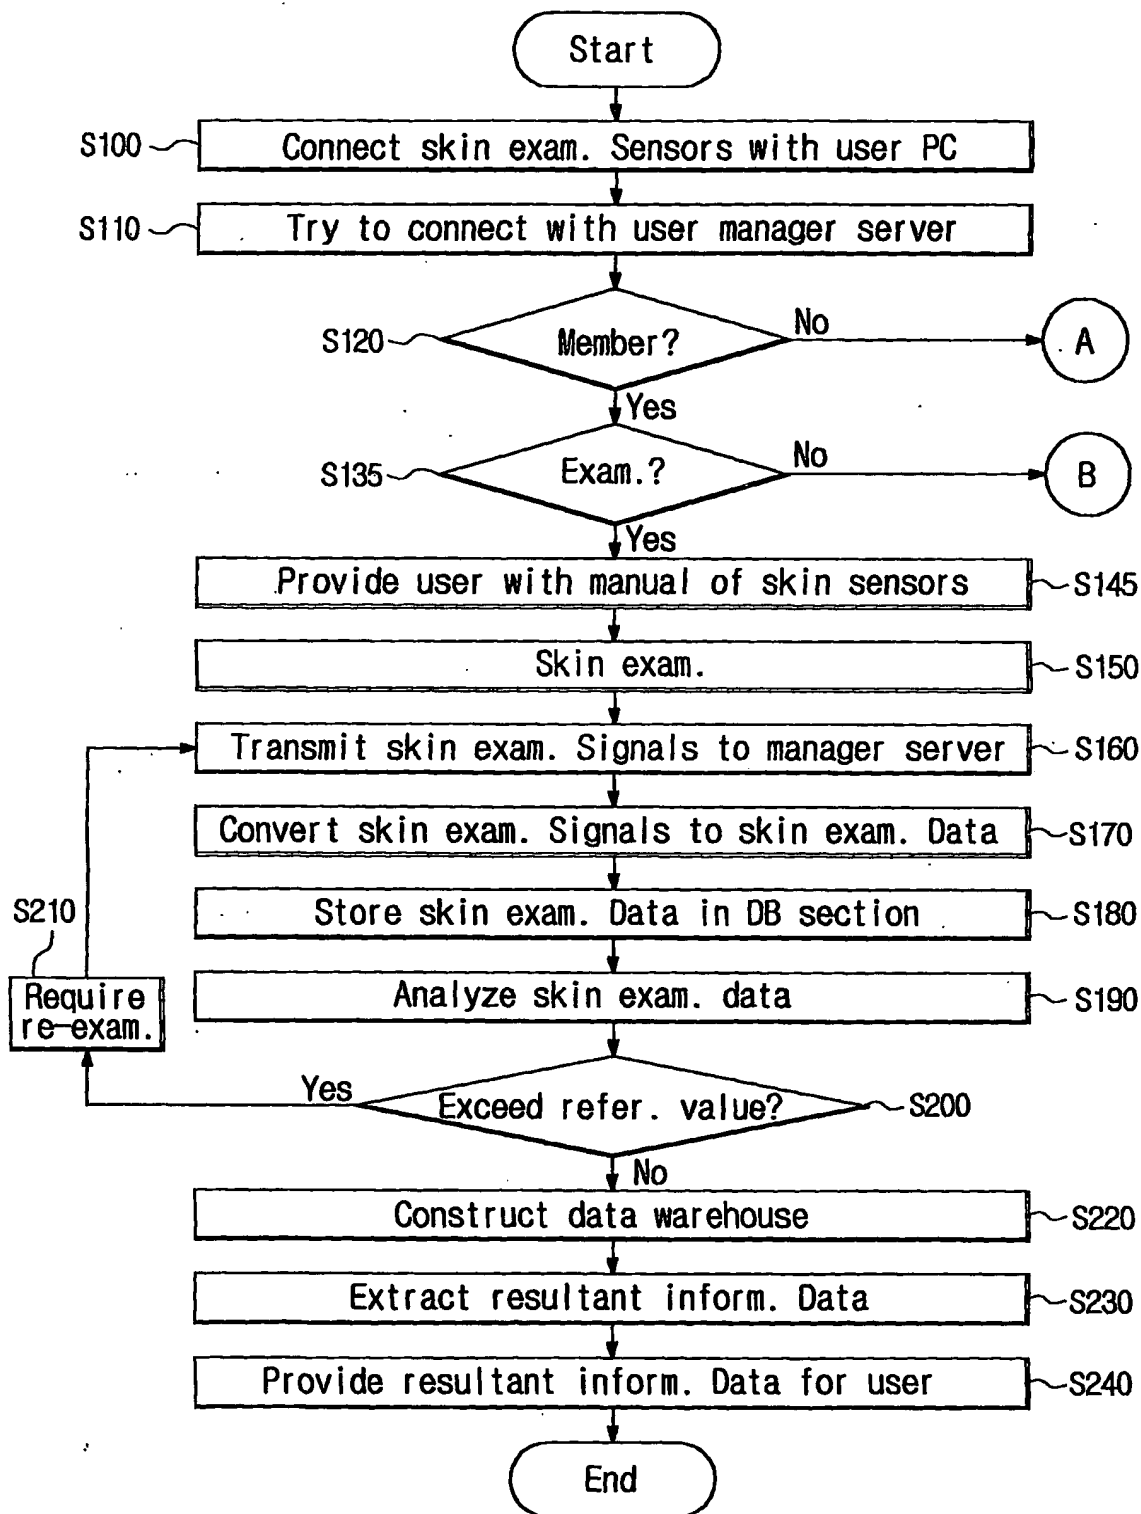 Start
S100
Connect skin exam. Sensors with user PC
S110
Try to connect with user manager server
S120
Member?
No
A
Yes
S135
Exam.?
No
B
Yes
Provide user with manual of skin sensors
S145
Skin exam.
S150
Transmit skin exam. Signals to manager server
S160
Convert skin exam. Signals to skin exam. Data
S170
S210
Store skin exam. Data in DB section
S180
Require
re-exam.
Analyze skin exam. data
S190
Yes
Exceed refer. value?
S200
No
Construct data warehouse
S220
Extract resultant inform. Data
S230
Provide resultant inform. Data for user
S240
End